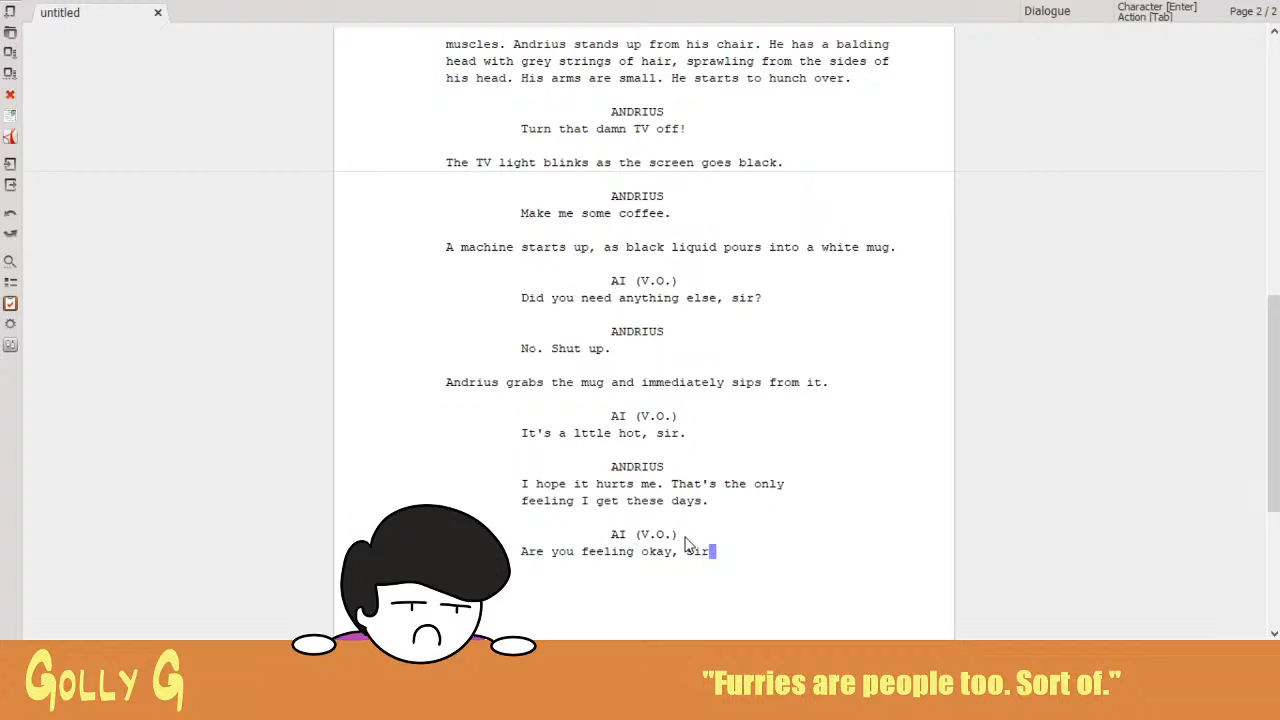 untitled
Dialogue
Character [Enter]
Action [Tab]
Page 2 / 2
muscles. Andrius stands up from his chair. He has a balding
head with grey strings of hair, sprawling from the sides of
his head. His arms are small. He starts to hunch over.
ANDRIUS
Turn that damn TV off!
The TV light blinks as the screen goes black.
ANDRIUS
Make me some coffee.
A machine starts up, as black liquid pours into a white mug.
AI (V.O.)
Did you need anything else, sir?
ANDRIUS
No. Shut up.
Andrius grabs the mug and immediately sips from it.
AI (V.O.)
It's a lttle hot, sir.
ANDRIUS
I hope it hurts me. That's the only
feeling I get these days.
AI (V.O.)
Are you feeling okay, sir
GOLLY G
"Furries are people too. Sort of."